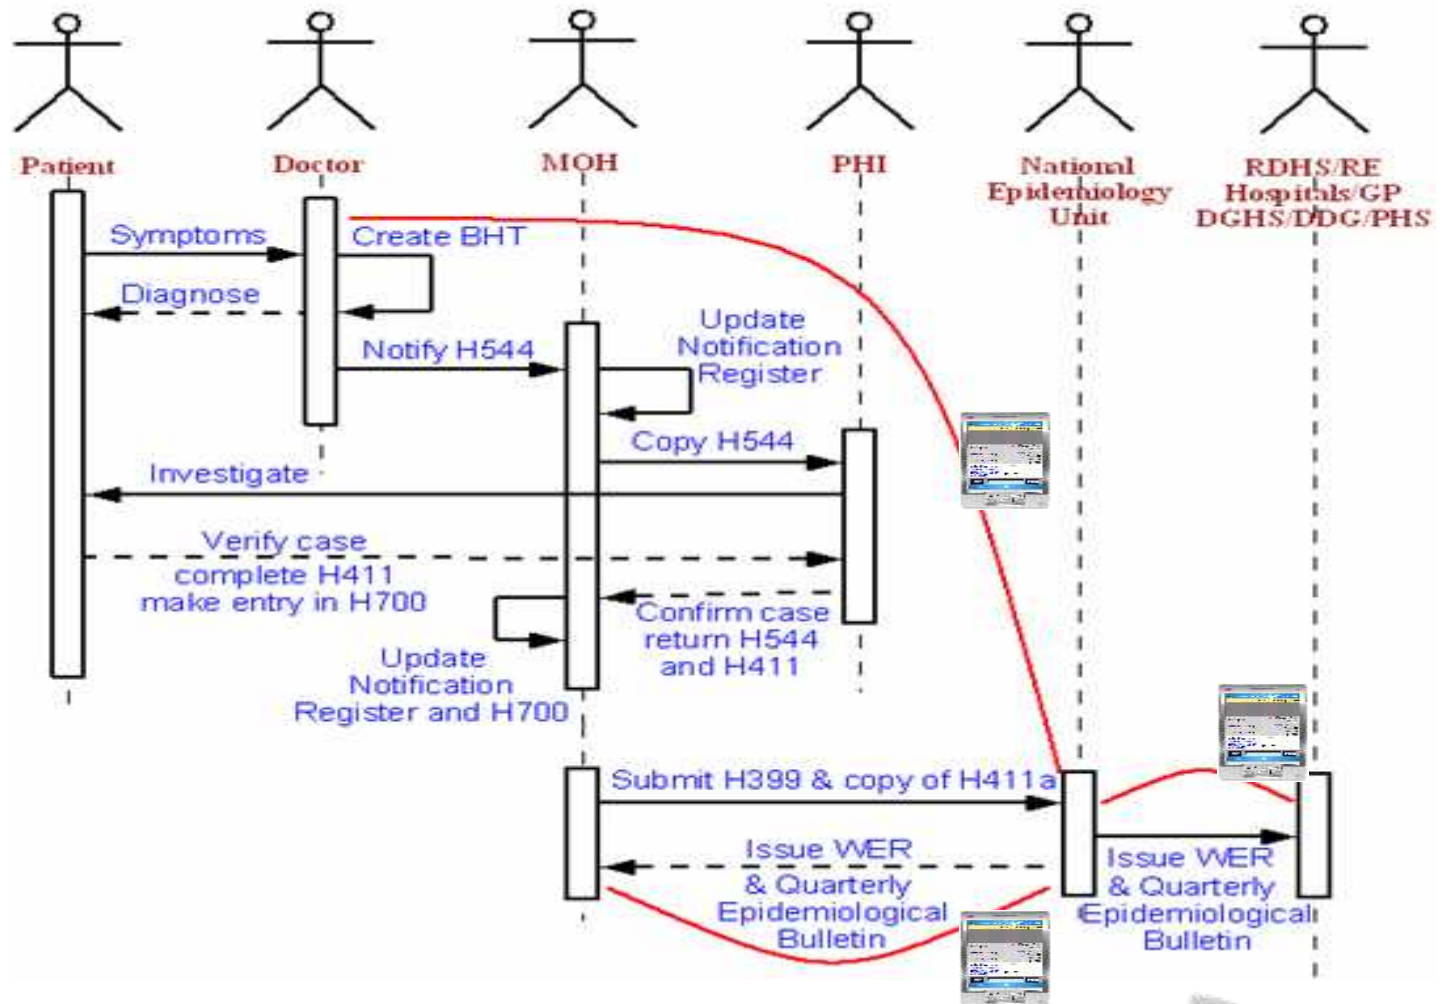 Patient
Doctor
MOH
PHI
National
Epidemiology
Unit
RDHS/RE
Hospitals/GP
DGHS/DDG/PHS
Symptoms
Create BHT
Diagnose
Notify H544
Update
Notification
Register
Copy H544
Investigate
Verify case
complete H411
make entry in H700
Confirm case
return H544
and H411
Update
Notification
Register and H700
Submit H399 & copy of H411a
Issue WER
& Quarterly
Epidemiological
Bulletin
Issue WER
& Quarterly
Epidemiological
Bulletin